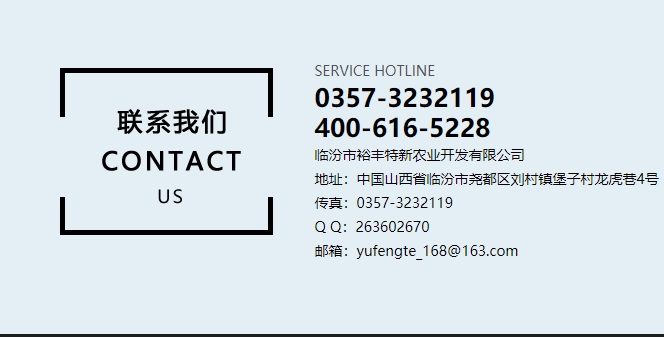 联系我们
CONTACT
US
SERVICE HOTLINE
0357-3232119
400-616-5228
临汾市裕丰特新农业开发有限公司
地址：中国山西省临汾市尧都区刘村镇堡子村龙虎巷4号
传真：0357-3232119
Q Q：263602670
邮箱：yufengte_168@163.com